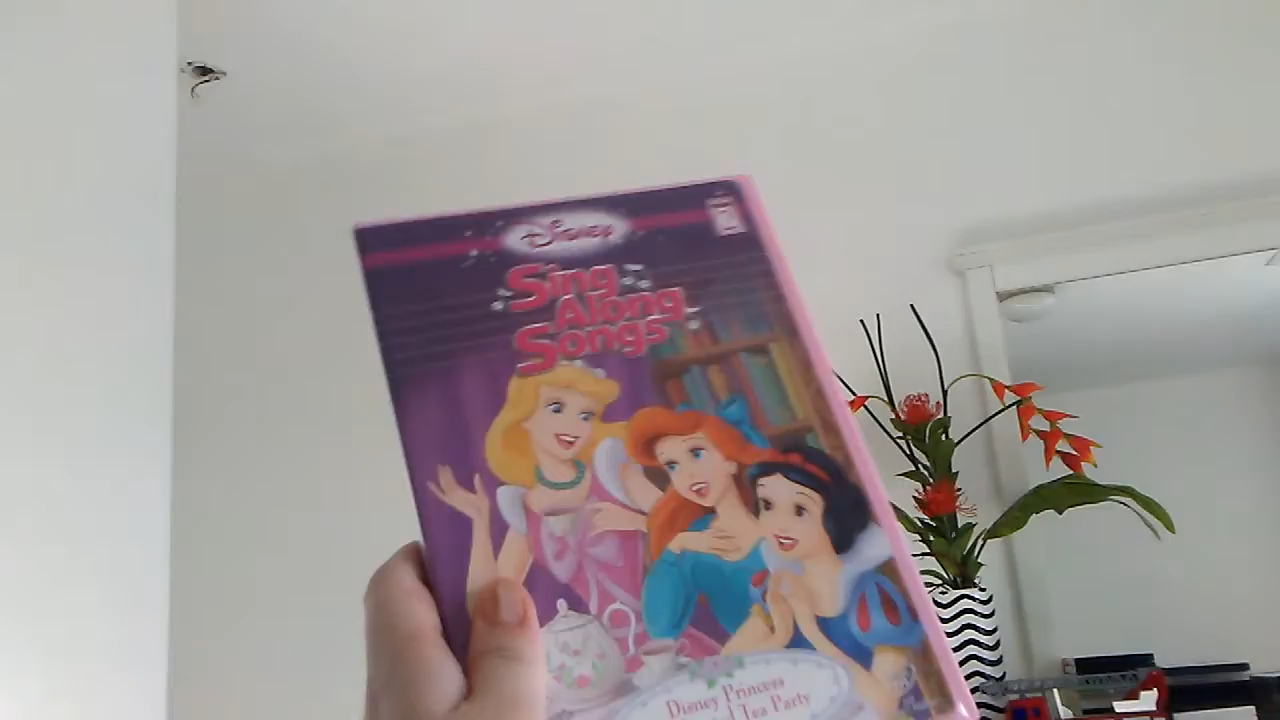 Disney
Sing
Along
Songs
Disney Princess
Tea Party